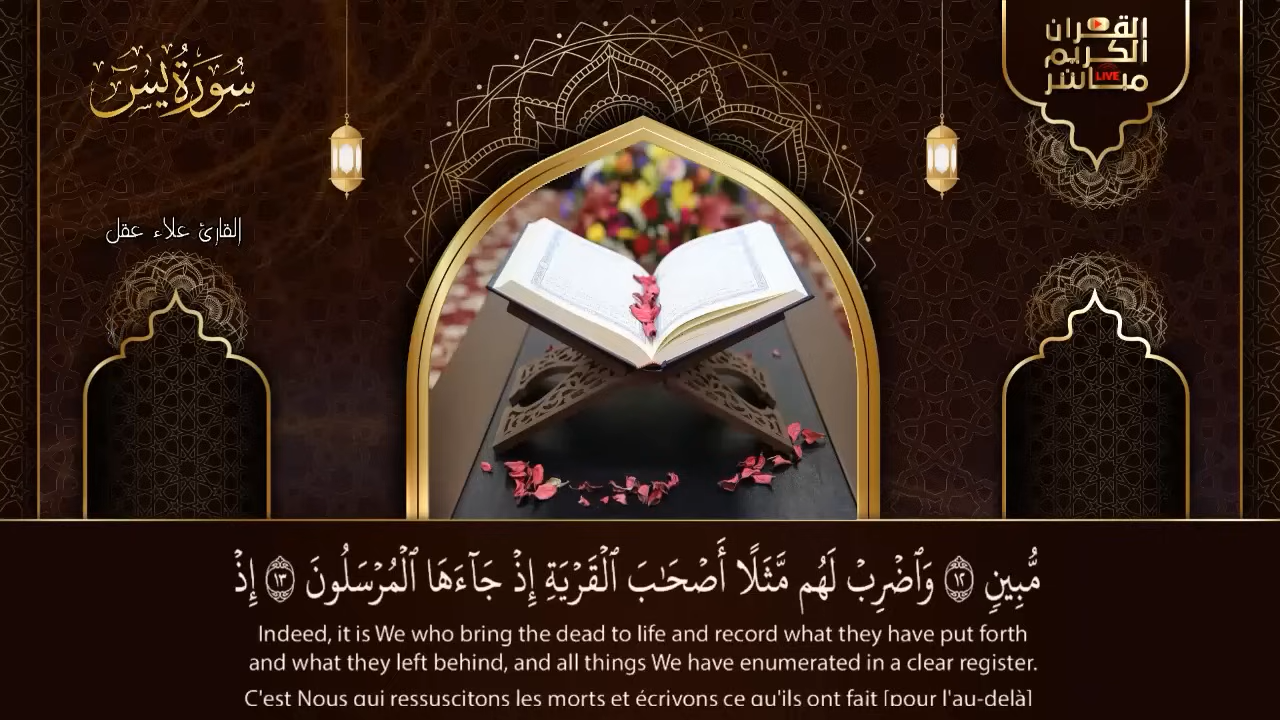 سُورَةُ يسٓ
القرآن
الكريم
مباشر
LIVE
القارئ علاء عقل
مُّبِينٖ ١٢ وَٱضۡرِبۡ لَهُم مَّثَلًا أَصۡحَٰبَ ٱلۡقَرۡيَةِ إِذۡ جَآءَهَا ٱلۡمُرۡسَلُونَ ١٣ إِذۡ
Indeed, it is We who bring the dead to life and record what they have put forth
and what they left behind, and all things We have enumerated in a clear register.
C'est Nous qui ressuscitons les morts et écrivons ce qu'ils ont fait [pour l'au-delà]